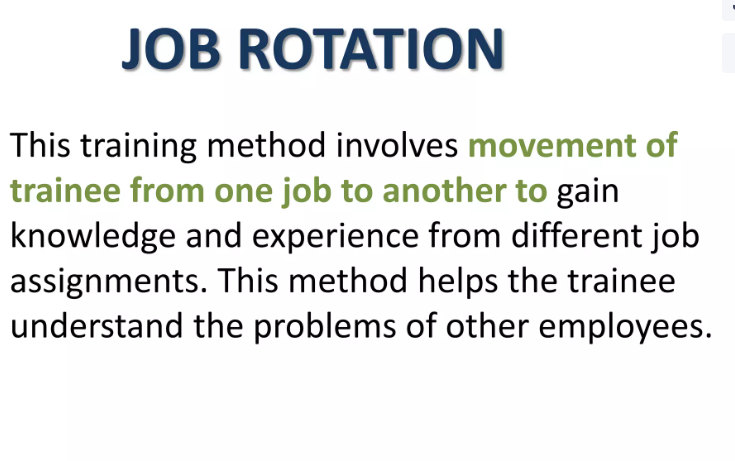 JOB ROTATION
This training method involves movement of
trainee from one job to another to gain
knowledge and experience from different job
assignments. This method helps the trainee
understand the problems of other employees.